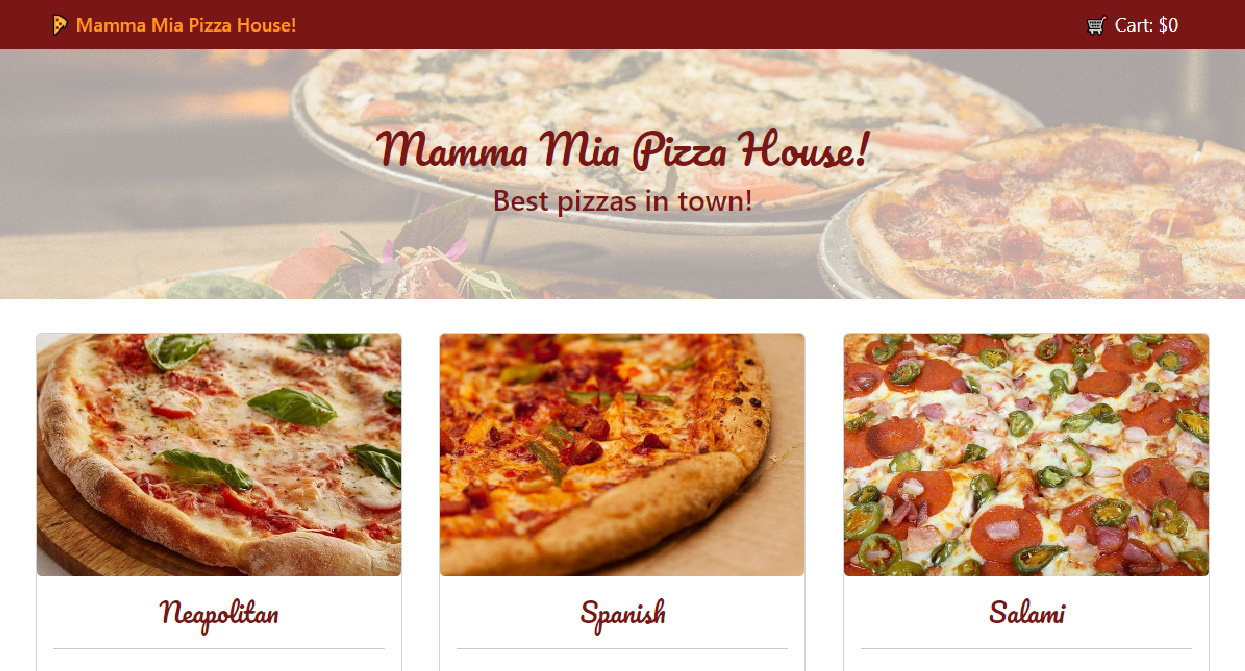 Mamma Mia Pizza House!
Cart: $0
Mamma Mia Pizza House!
Best pizzas in town!
Neapolitan
Spanish
Salami